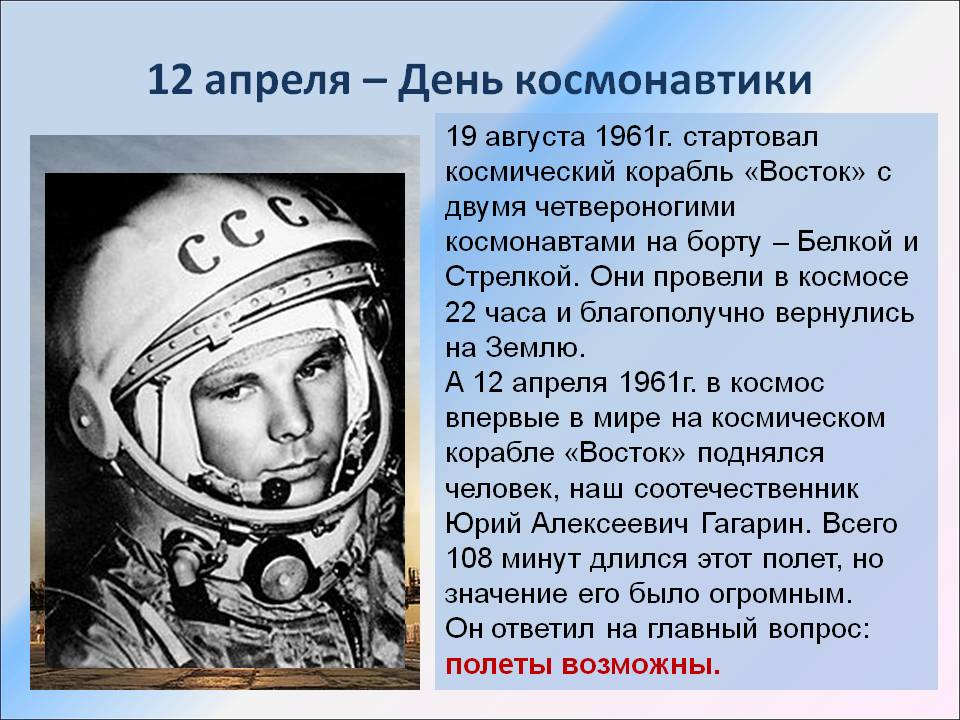 12 апреля – День космонавтики
СССР
19 августа 1961г. стартовал
космический корабль «Восток» с
двумя четвероногими
космонавтами на борту – Белкой и
Стрелкой. Они провели в космосе
22 часа и благополучно вернулись
на Землю.
А 12 апреля 1961г. в космос
впервые в мире на космическом
корабле «Восток» поднялся
человек, наш соотечественник
Юрий Алексеевич Гагарин. Всего
108 минут длился этот полет, но
значение его было огромным.
Он ответил на главный вопрос:
полеты возможны.